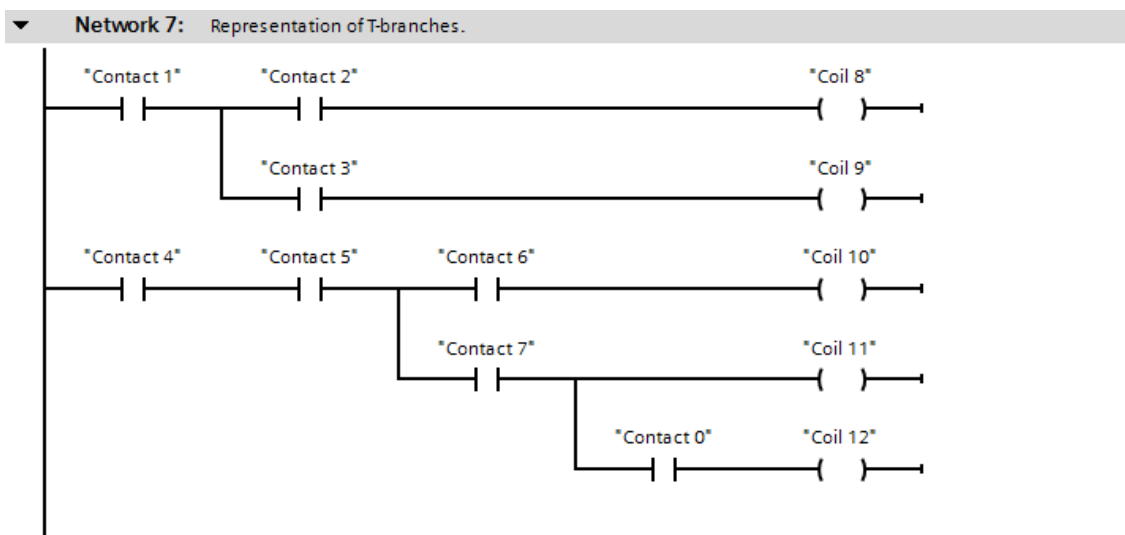 Network 7: Representation of T-branches.
"Contact 1" "Contact 2" "Coil 8"
"Contact 3" "Coil 9"
"Contact 4" "Contact 5" "Contact 6" "Coil 10"
"Contact 7" "Coil 11"
"Contact 0" "Coil 12"